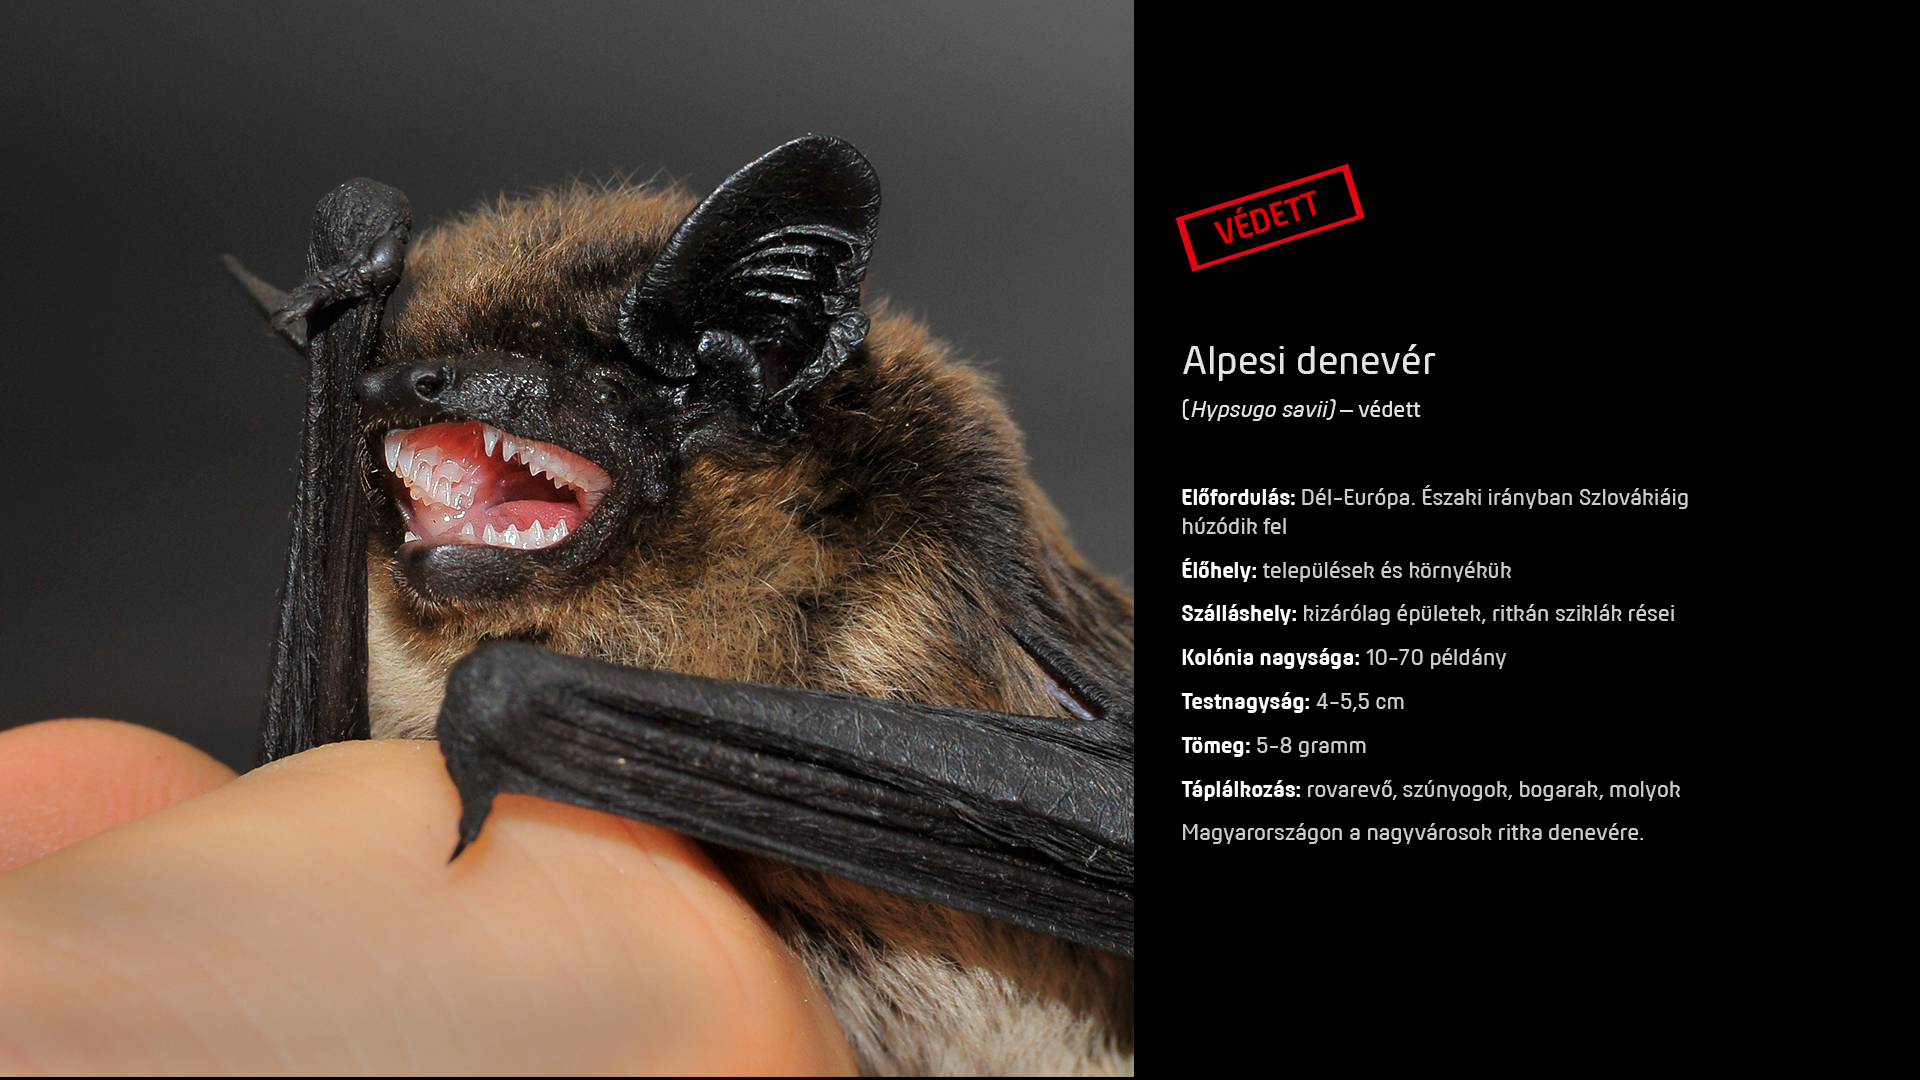 VÉDETT
Alpesi denevér
(Hypsugo savii) – védett
Előfordulás: Dél-Európa. Északi irányban Szlovákiáig
húzódik fel
Élőhely: települések és környékük
Szálláshely: kizárólag épületek, ritkán sziklák rései
Kolónia nagysága: 10-70 példány
Testnagyság: 4-5,5 cm
Tömeg: 5-8 gramm
Táplálkozás: rovarevő, szúnyogok, bogarak, molyok
Magyarországon a nagyvárosok ritka denevére.